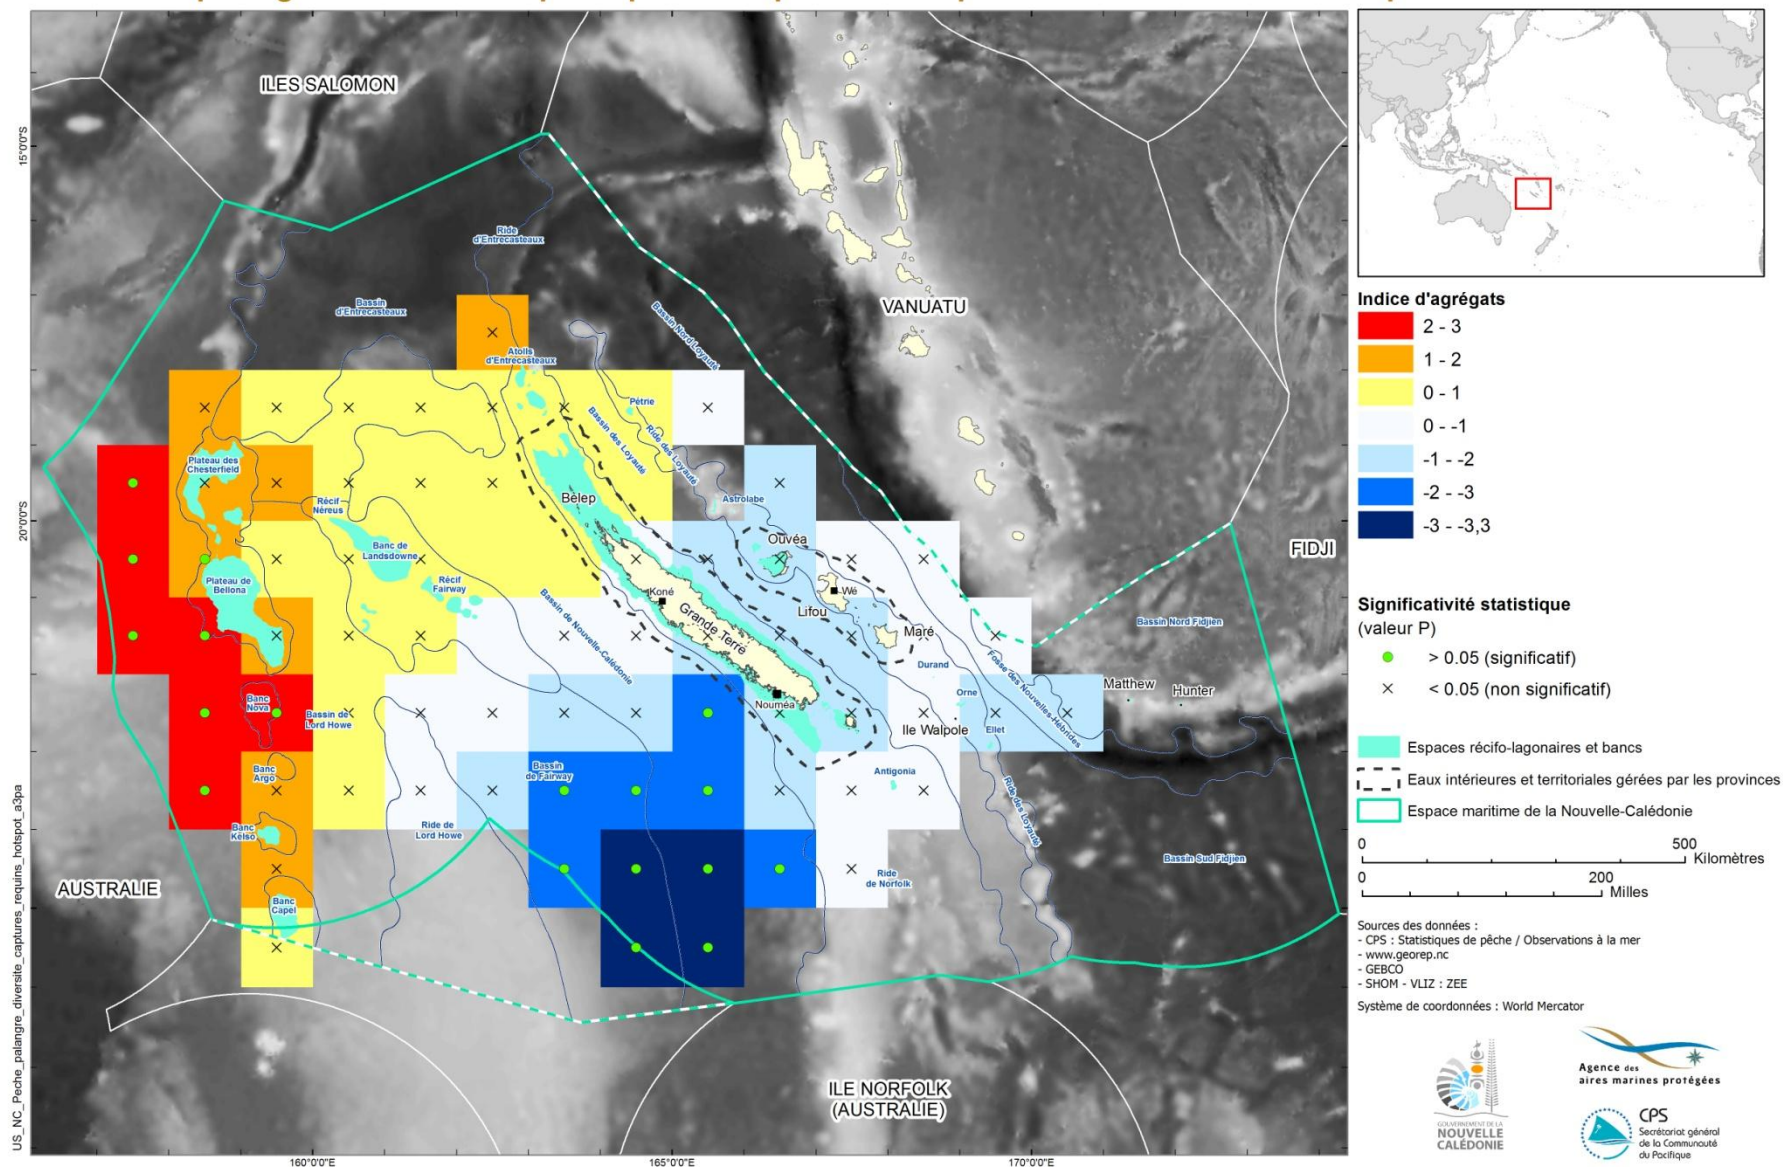 ILES SALOMON
VANUATU
FIDJI
AUSTRALIE
ILE NORFOLK
(AUSTRALIE)
15°0'0"S
20°0'0"S
160°0'0"E
165°0'0"E
170°0'0"E
US_NC_Peche_palangre_diversite_captures_requins_hotspot_a3pa
Ride
d'Entrecasteaux
Bassin
d'Entrecasteaux
Bassin Nord Loyauté
Atolls
d'Entrecasteaux
Pétrie
Bassin des Loyauté
Ride des Loyauté
Plateau des
Chesterfield
Récif
Néreus
Bélep
Astrolabe
Banc de
Landsdowne
Ouvéa
Plateau de
Bellona
Récif
Fairway
Koné
Wé
Grande Terre
Lifou
Bassin de Nouvelle-Calédonie
Maré
Bassin Nord Fidjien
Durand
Fosse des Nouvelles-Hébrides
Matthew
Hunter
Banc
Nova
Bassin de
Lord Howe
Nouméa
Orne
Ile Walpole
Ellet
Banc
Argo
Bassin
de Fairway
Antigonia
Ride des Loyauté
Banc
Kelso
Ride de
Lord Howe
Bassin Sud Fidjien
Ride
de Norfolk
Banc
Capel
Indice d'agrégats
2 - 3
1 - 2
0 - 1
0 - -1
-1 - -2
-2 - -3
-3 - -3,3
Significativité statistique
(valeur P)
> 0.05 (significatif)
< 0.05 (non significatif)
Espaces récifo-lagonaires et bancs
Eaux intérieures et territoriales gérées par les provinces
Espace maritime de la Nouvelle-Calédonie
0 500
Kilomètres
0 200
Milles
Sources des données :
- CPS : Statistiques de pêche / Observations à la mer
- www.georep.nc
- GEBCO
- SHOM - VLIZ : ZEE
Système de coordonnées : World Mercator
GOUVERNEMENT DE LA
NOUVELLE
CALÉDONIE
Agence des
aires marines protégées
CPS
Secrétariat général
de la Communauté
du Pacifique